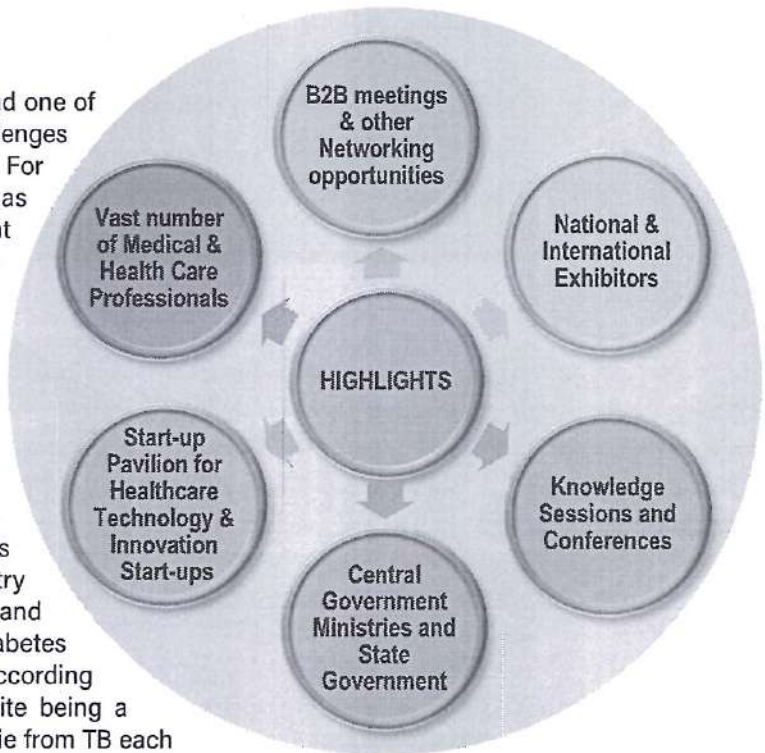 one of
enges
For
as
s
try
and
abetes
ccording
ite being a
ie from TB each
B2B meetings
& other
Networking
opportunities
National &
International
Exhibitors
Knowledge
Sessions and
Conferences
Central
Government
Ministries and
State
Government
Start-up
Pavilion for
Healthcare
Technology &
Innovation
Start-ups
Vast number
of Medical &
Health Care
Professionals
HIGHLIGHTS